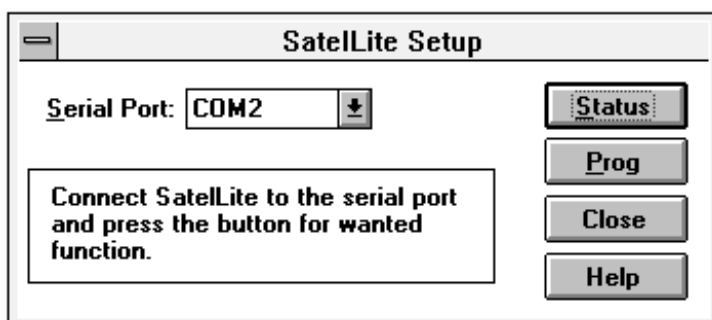 SatelLite Setup
Serial Port: COM2
Status
Prog
Connect SatelLite to the serial port
and press the button for wanted
function.
Close
Help